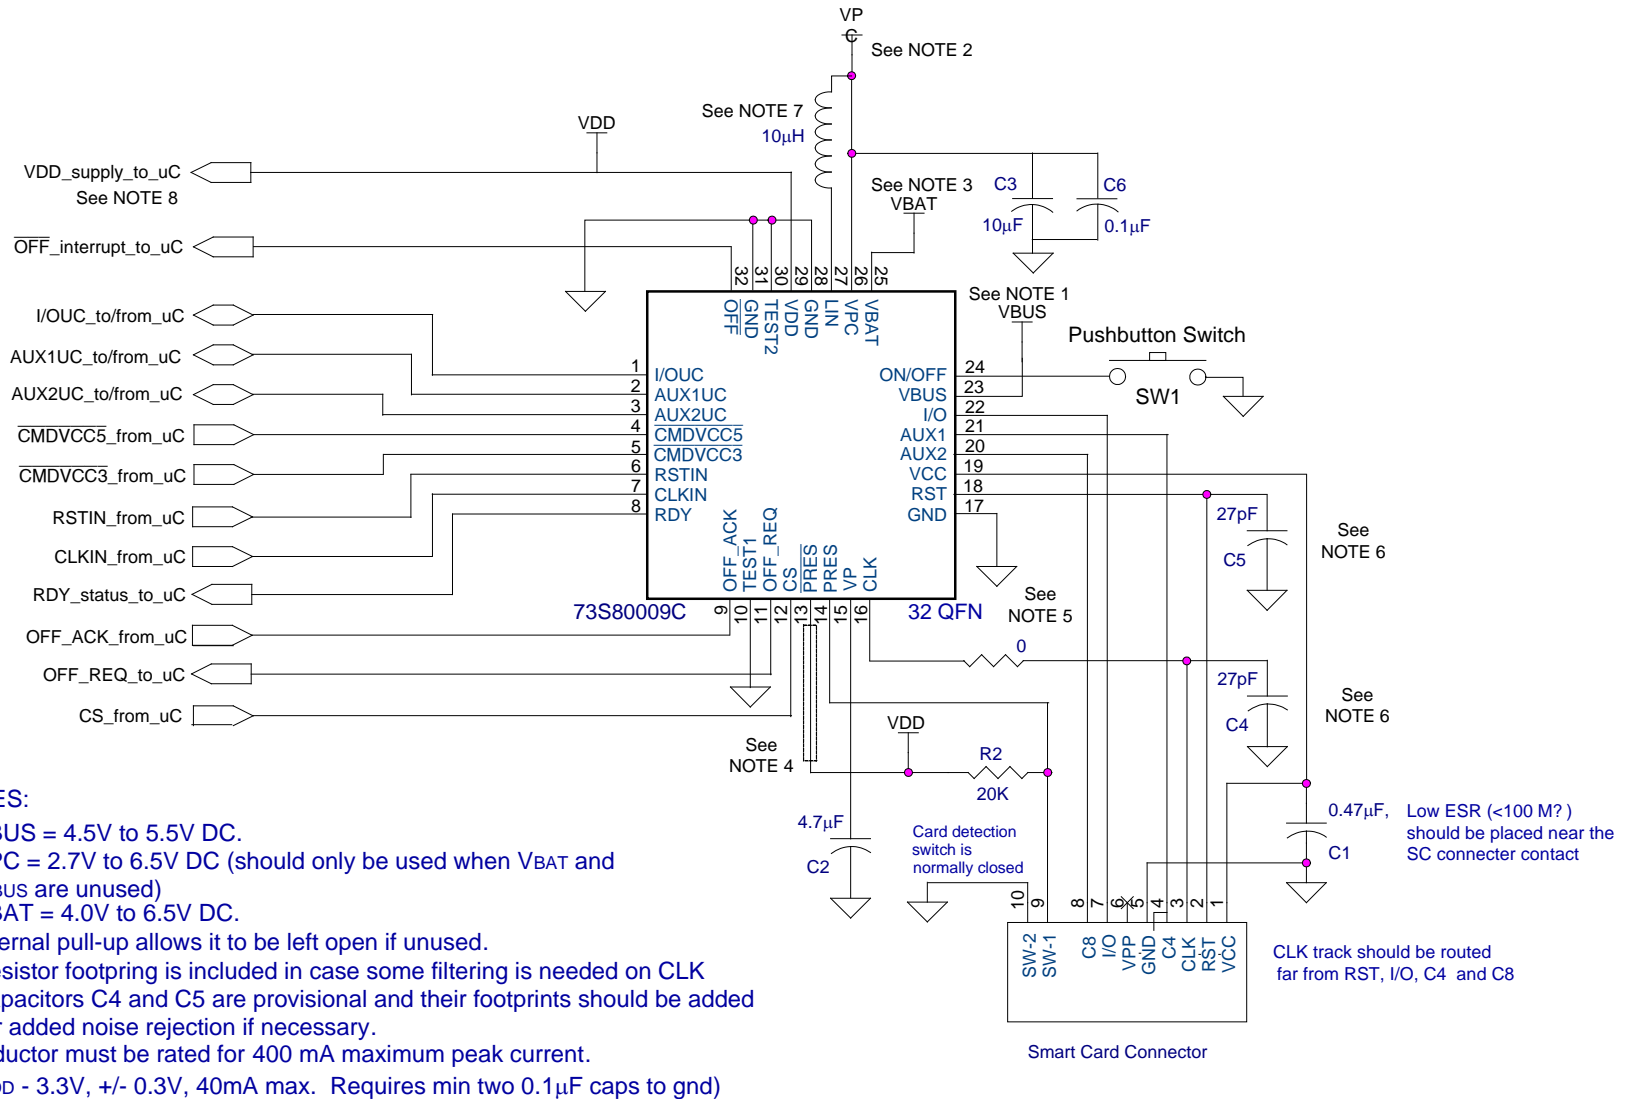 VP
C
See NOTE 2
See NOTE 7
10µH
VDD
VDD_supply_to_uC
See NOTE 8
See NOTE 3
VBAT
C3
10µF
C6
0.1µF
OFF_interrupt_to_uC
32
31
30
29
28
27
26
25
OFF
GND
TEST2
VDD
GND
LIN
VPC
VBAT
See NOTE 1
VBUS
Pushbutton Switch
SW1
I/OUC_to/from_uC
AUX1UC_to/from_uC
AUX2UC_to/from_uC
CMDVCC5_from_uC
CMDVCC3_from_uC
RSTIN_from_uC
CLKIN_from_uC
RDY_status_to_uC
OFF_ACK_from_uC
OFF_REQ_to_uC
CS_from_uC
1 I/OUC
2 AUX1UC
3 AUX2UC
4 CMDVCC5
5 CMDVCC3
6 RSTIN
7 CLKIN
8 RDY
ON/OFF 24
VBUS 23
I/O 22
AUX1 21
AUX2 20
VCC 19
RST 18
GND 17
OFF_ACK
TEST1
OFF_REQ
CS
PRES
PRES
VP
CLK
9
10
11
12
13
14
15
16
73S80009C
32 QFN
27pF
C5
See
NOTE 6
See
NOTE 5
0
27pF
C4
See
NOTE 6
See
NOTE 4
VDD
R2
20K
4.7µF
C2
Card detection
switch is
normally closed
0.47µF,
C1
Low ESR (<100 M?)
should be placed near the
SC connecter contact
10
9
8
7
6
5
4
3
2
1
SW-2
SW-1
C8
I/O
VPP
GND
C4
CLK
RST
VCC
CLK track should be routed
far from RST, I/O, C4 and C8
Smart Card Connector
ES:
BUS = 4.5V to 5.5V DC.
PC = 2.7V to 6.5V DC (should only be used when VBAT and
BUS are unused)
BAT = 4.0V to 6.5V DC.
ternal pull-up allows it to be left open if unused.
esistor footpring is included in case some filtering is needed on CLK
apacitors C4 and C5 are provisional and their footprints should be added
r added noise rejection if necessary.
ductor must be rated for 400 mA maximum peak current.
DD - 3.3V, +/- 0.3V, 40mA max. Requires min two 0.1µF caps to gnd)